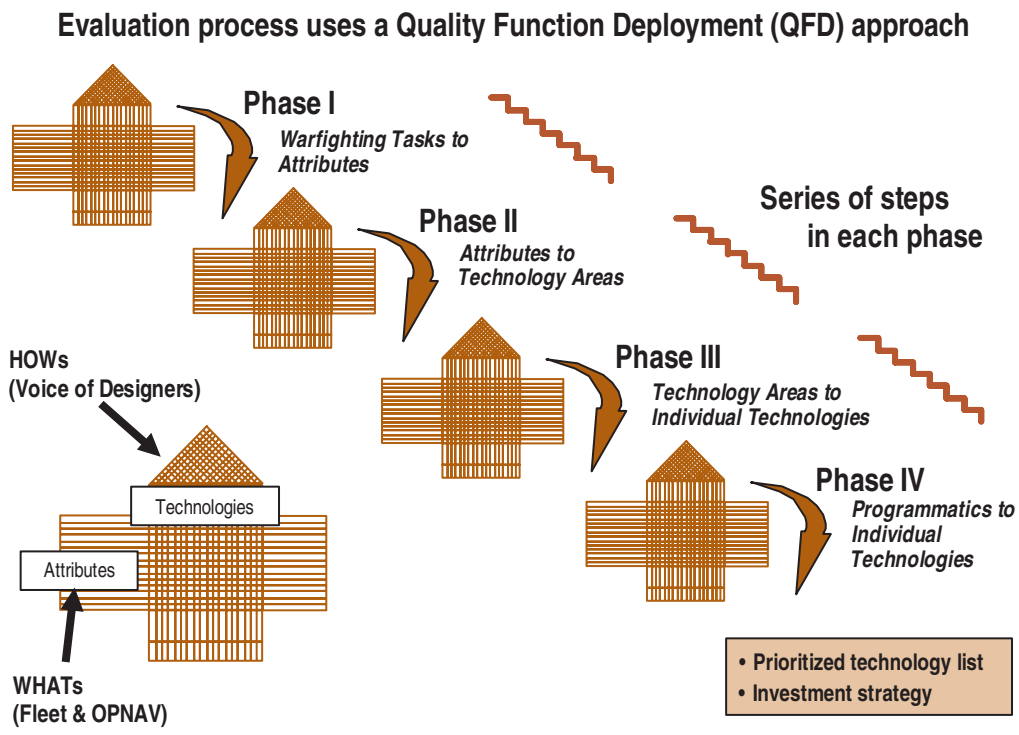 Evaluation process uses a Quality Function Deployment (QFD) approach
Phase I
Warfighting Tasks to
Attributes
Phase II
Attributes to
Technology Areas
Series of steps
in each phase
Phase III
Technology Areas to
Individual Technologies
Phase IV
Programmatics to
Individual
Technologies
HOWs
(Voice of Designers)
Technologies
Attributes
WHATs
(Fleet & OPNAV)
• Prioritized technology list
• Investment strategy